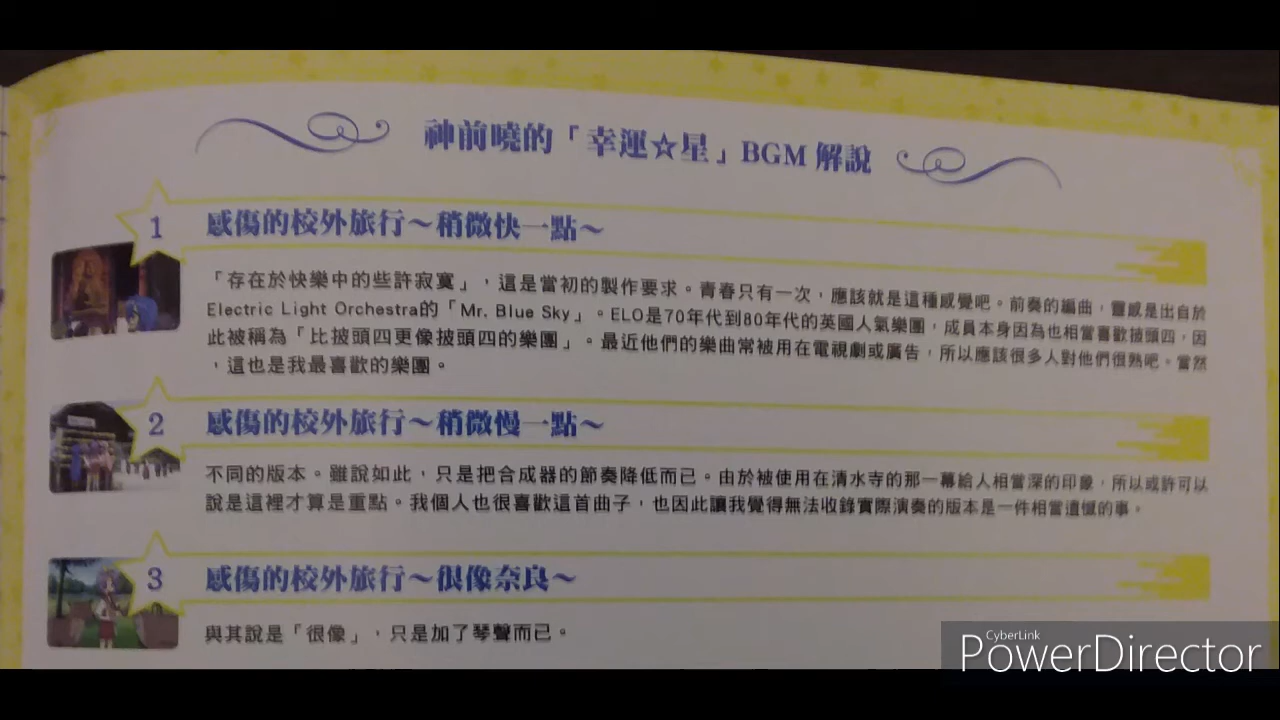 神前曉的「幸運☆星」BGM 解說
1 感傷的校外旅行～稍微快一點～
「存在於快樂中的些許寂寞」，這是當初的製作要求。青春只有一次，應該就是這種感覺吧。前奏的編曲，靈感是出自於
Electric Light Orchestra的「Mr. Blue Sky」。ELO是70年代到80年代的英國人氣樂團，成員本身因為也相當喜歡披頭四，因
此被稱為「比披頭四更像披頭四的樂團」。最近他們的樂曲常被用在電視劇或廣告，所以應該很多人對他們很熟吧。當然
，這也是我最喜歡的樂團。
2 感傷的校外旅行～稍微慢一點～
不同的版本。雖說如此，只是把合成器的節奏降低而已。由於被使用在清水寺的那一幕給人相當深的印象，所以或許可以
說是這裡才算是重點。我個人也很喜歡這首曲子，也因此讓我覺得無法收錄實際演奏的版本是一件相當遺憾的事。
3 感傷的校外旅行～很像奈良～
與其說是「很像」，只是加了琴聲而已。
CyberLink
PowerDirector